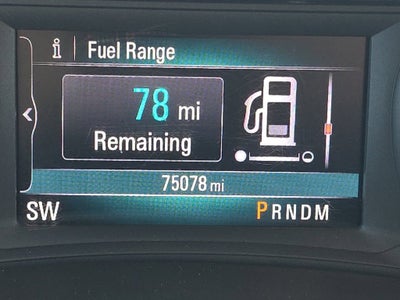 i Fuel Range
78 mi
Remaining
75078 mi
SW PRNDM